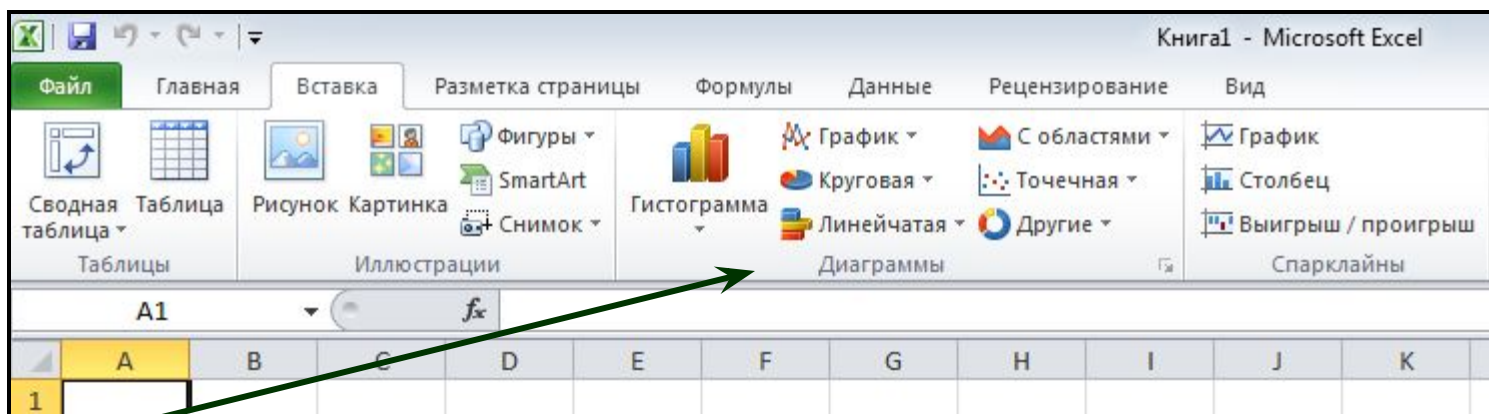 Книга1 - Microsoft Excel
Файл Главная Вставка Разметка страницы Формулы Данные Рецензирование Вид
Сводная таблица
Таблица
Таблицы
Рисунок
Картинка
Фигуры
SmartArt
Снимок
Иллюстрации
Гистограмма
График
Круговая
Линейчатая
С областями
Точечная
Другие
Диаграммы
График
Столбец
Выигрыш / проигрыш
Спарклайны
A1 fx
A B C D E F G H I J K
1